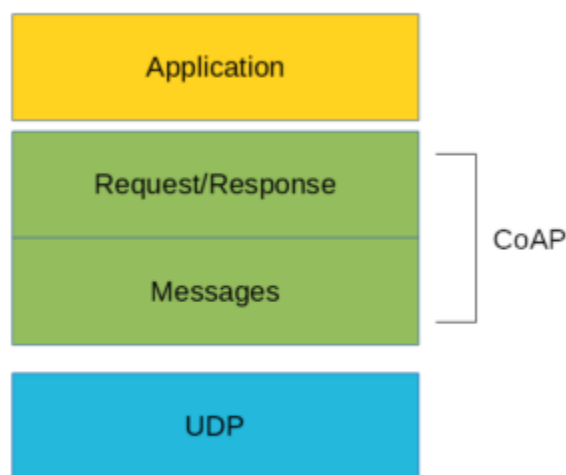 Application
Request/Response
CoAP
Messages
UDP